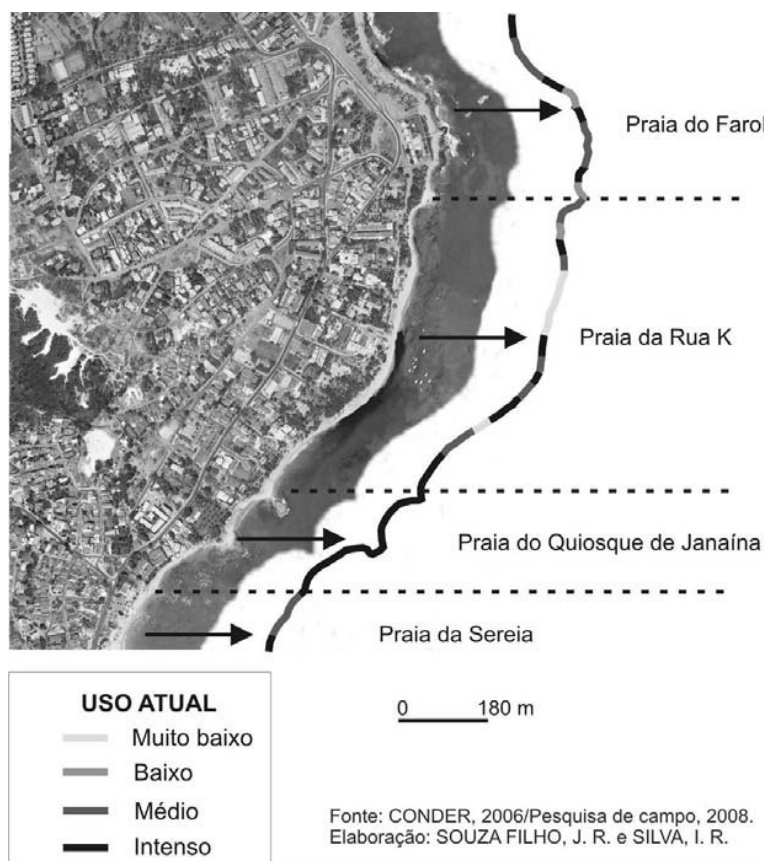 Praia do Farol
Praia da Rua K
Praia do Quiosque de Janaína
Praia da Sereia
USO ATUAL
Muito baixo
Baixo
Médio
Intenso
0 180 m
Fonte: CONDER, 2006/Pesquisa de campo, 2008.
Elaboração: SOUZA FILHO, J. R. e SILVA, I. R.